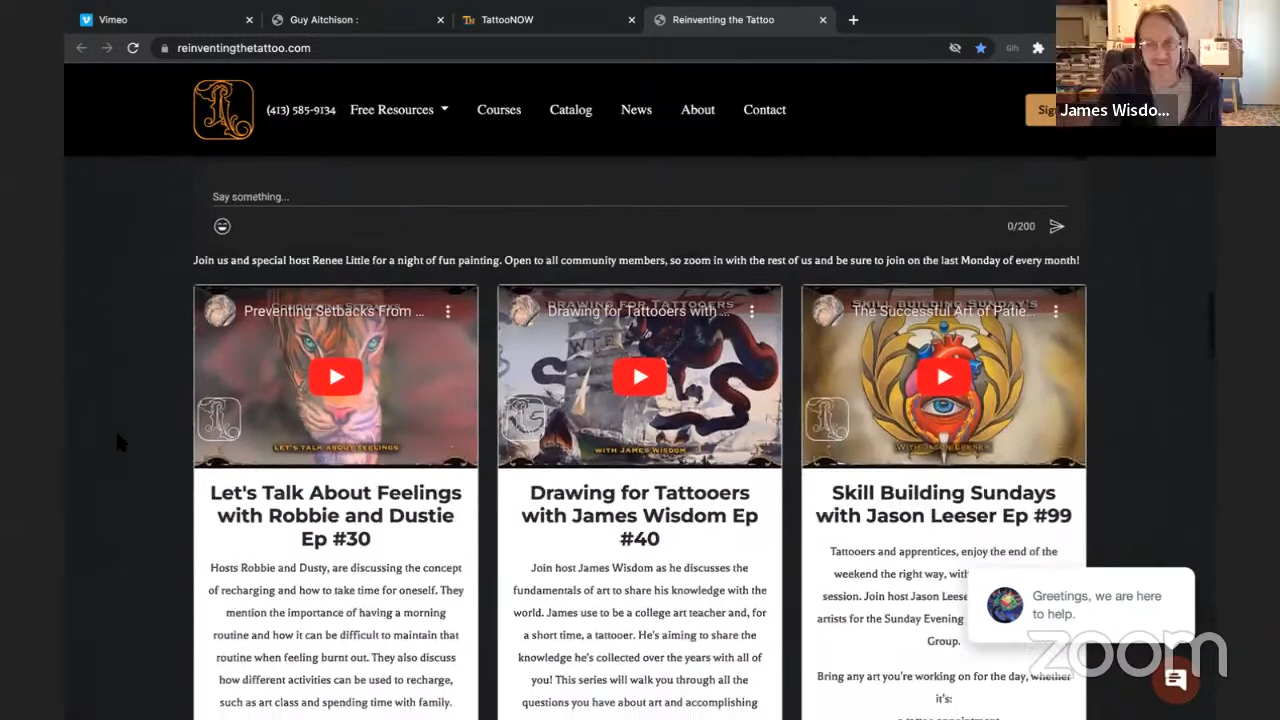 Vimeo
Guy Aitchison :
TattooNOW
Reinventing the Tattoo
reinventingthetattoo.com
James Wisdo...
(413) 585-9134
Free Resources
Courses
Catalog
News
About
Contact
Say something...
0/200
Join us and special host Renee Little for a night of fun painting. Open to all community members, so zoom in with the rest of us and be sure to join on the last Monday of every month!
Preventing Setbacks From ...
LET'S TALK ABOUT FEELINGS
Drawing for Tattooers with ...
DRAWING FOR TATTOOERS
WITH JAMES WISDOM
The Successful Art of Patie...
SKILL BUILDING SUNDAY'S
WITH JASON LEESER
Let's Talk About Feelings
with Robbie and Dustie
Ep #30
Hosts Robbie and Dusty, are discussing the concept
of recharging and how to take time for oneself. They
mention the importance of having a morning
routine and how it can be difficult to maintain that
routine when feeling burnt out. They also discuss
how different activities can be used to recharge,
such as art class and spending time with family.
Drawing for Tattooers
with James Wisdom Ep
#40
Join host James Wisdom as he discusses the
fundamentals of art to share his knowledge with the
world. James use to be a college art teacher and, for
a short time, a tattooer. He's aiming to share the
knowledge he's collected over the years with all of
you! This series will walk you through all the
questions you have about art and accomplishing
Skill Building Sundays
with Jason Leeser Ep #99
Tattooers and apprentices, enjoy the end of the
weekend the right way, with
session. Join host Jason Leese
artists for the Sunday Evening
Group.
Bring any art you're working on for the day, whether
it's:
Greetings, we are here
to help.
zoom